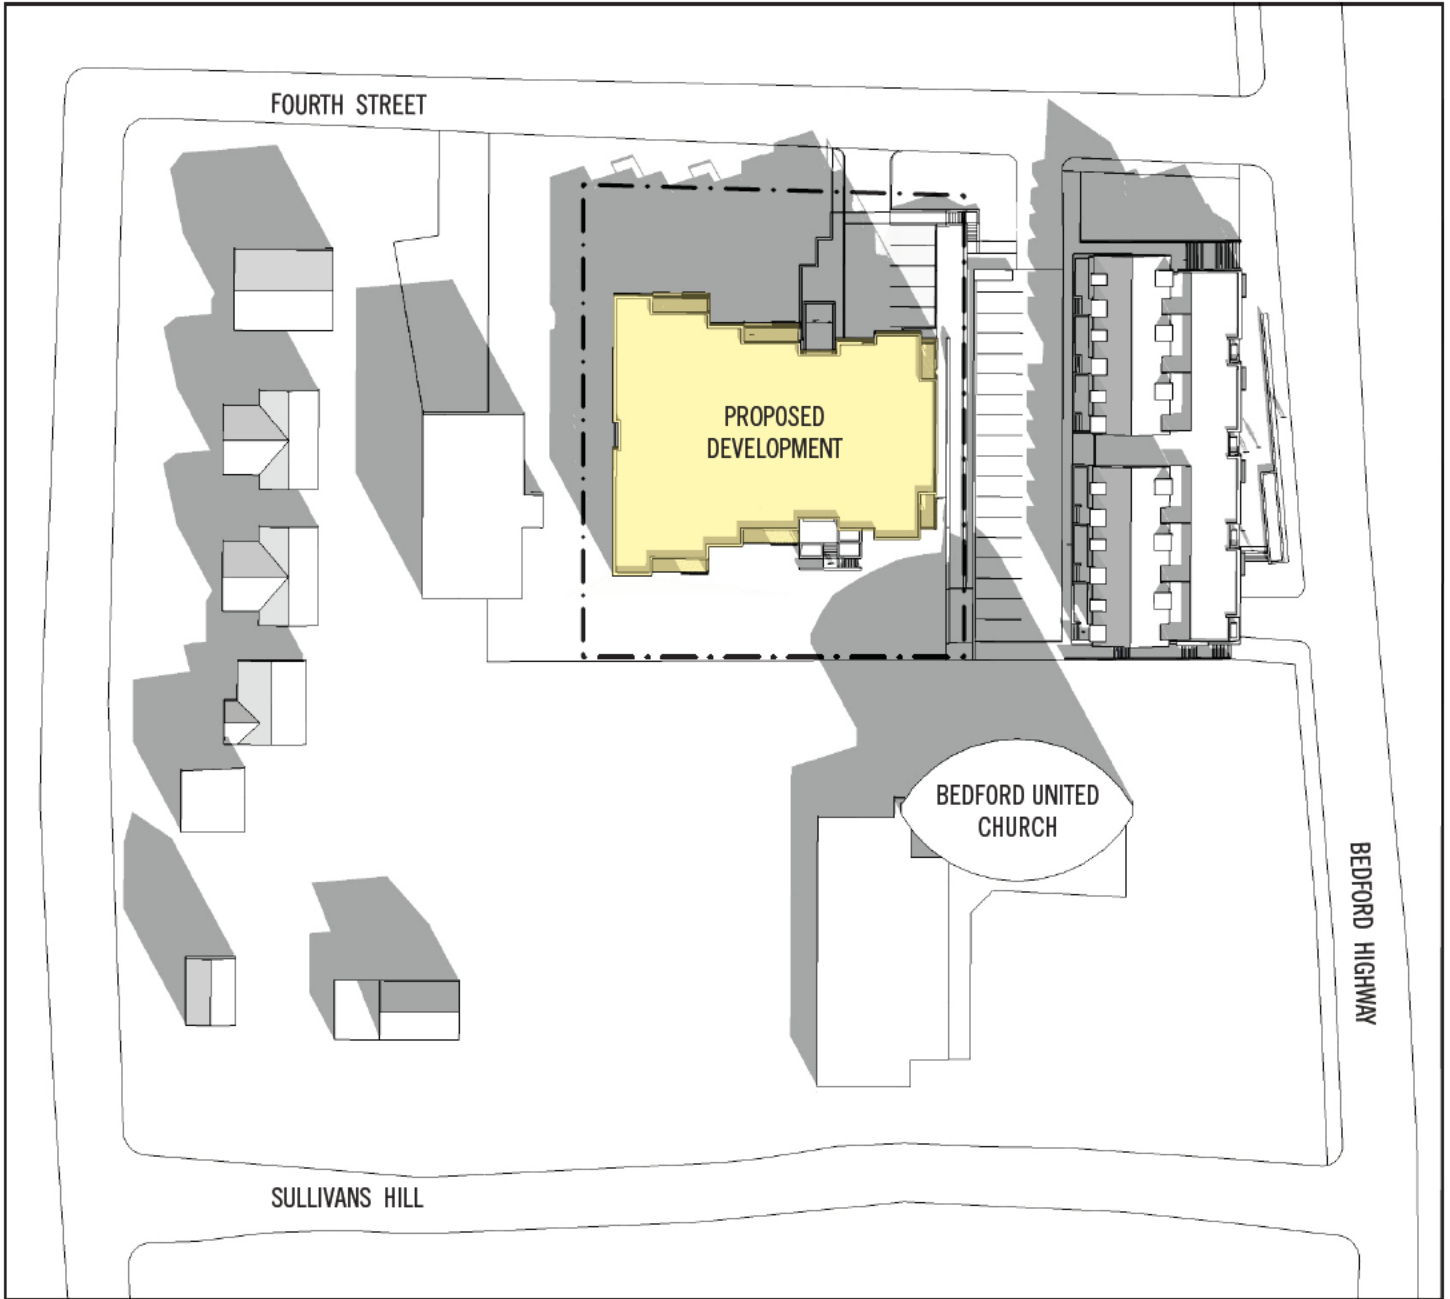 FOURTH STREET
PROPOSED
DEVELOPMENT
BEDFORD UNITED
CHURCH
BEDFORD HIGHWAY
SULLIVANS HILL